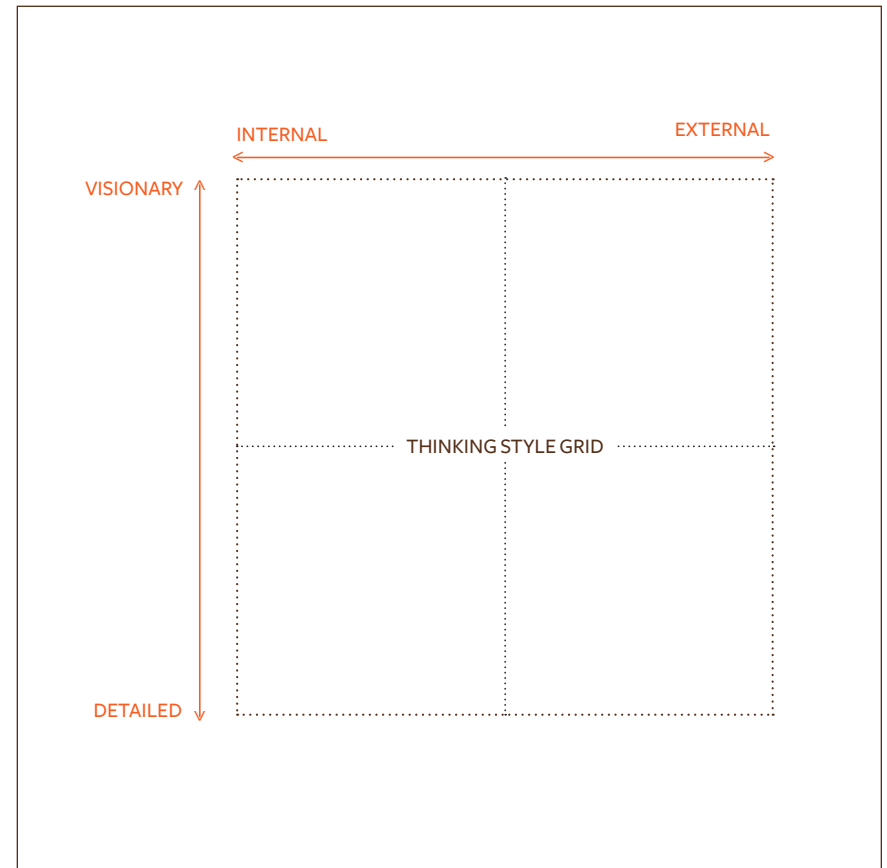 INTERNAL
EXTERNAL
VISIONARY
THINKING STYLE GRID
DETAILED